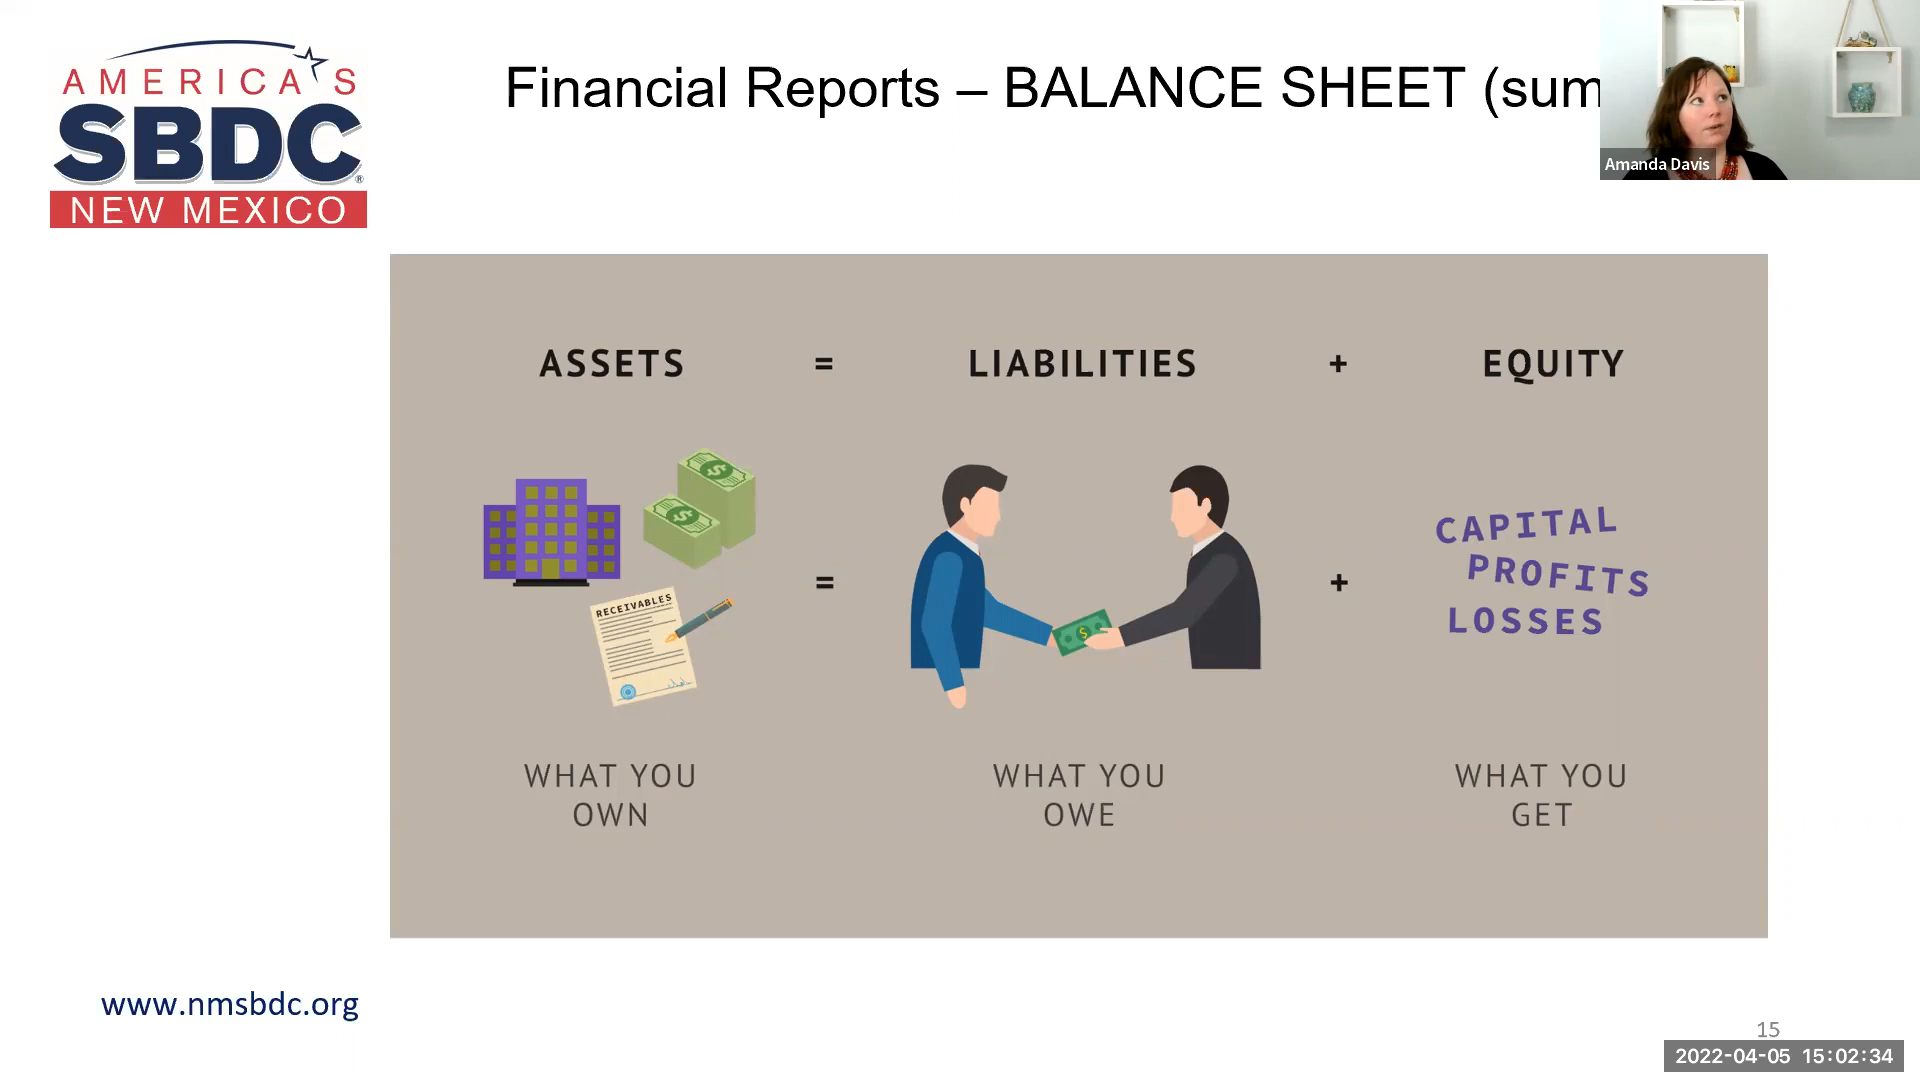 AMERICA'S
SBDC
NEW MEXICO
Financial Reports – BALANCE SHEET (sum
Amanda Davis
ASSETS = LIABILITIES + EQUITY
RECEIVABLES
= +
CAPITAL
PROFITS
LOSSES
WHAT YOU
OWN
WHAT YOU
OWE
WHAT YOU
GET
www.nmsbdc.org
15
2022-04-05 15:02:34